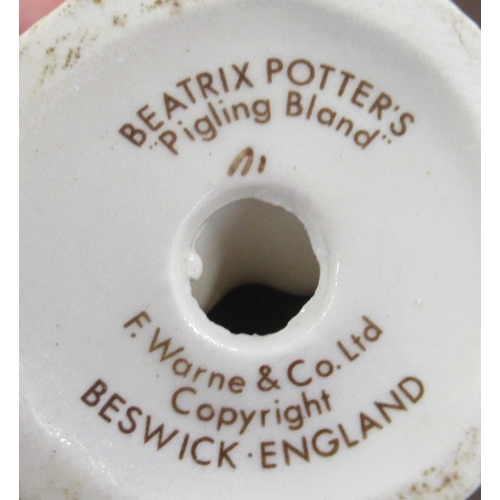 BEATRIX POTTER'S
"Pigling Bland"
F. Warne & Co. Ltd
Copyright
BESWICK · ENGLAND